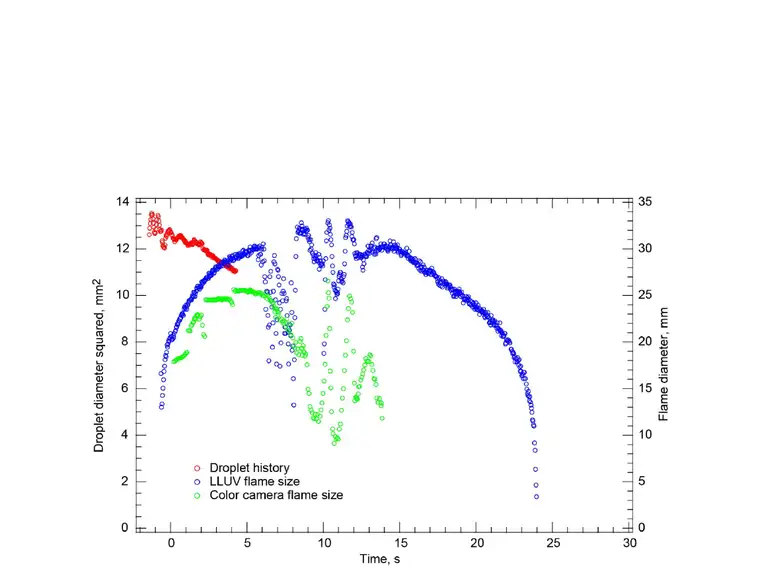 14
12
10
8
6
4
2
0
Droplet diameter squared, mm2
35
30
25
20
15
10
5
0
Flame diameter, mm
Droplet history
LLUV flame size
Color camera flame size
0 5 10 15 20 25 30
Time, s